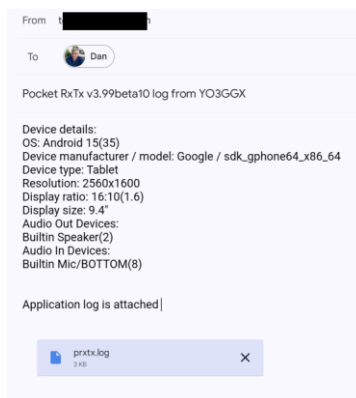 From t
To Dan
Pocket RxTx v3.99beta10 log from YO3GGX
Device details:
OS: Android 15(35)
Device manufacturer / model: Google / sdk_gphone64_x86_64
Device type: Tablet
Resolution: 2560x1600
Display ratio: 16:10(1.6)
Display size: 9.4"
Audio Out Devices:
Builtin Speaker(2)
Audio In Devices:
Builtin Mic/BOTTOM(8)
Application log is attached
prxtx.log
3 KB